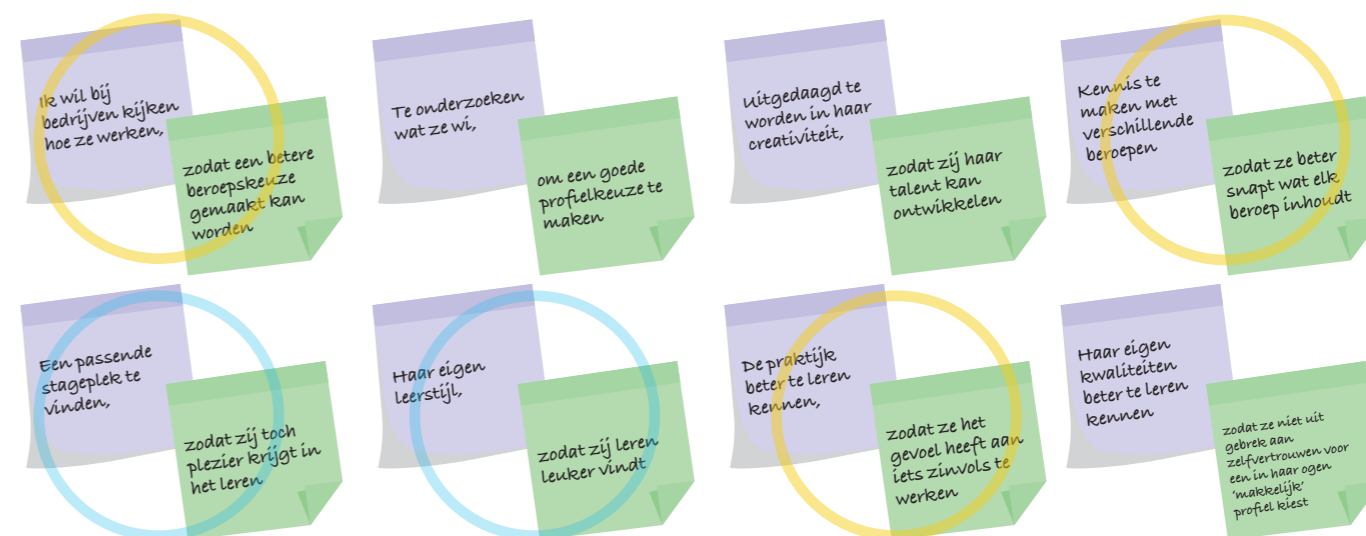 Ik wil bij
bedrijven kijken
hoe ze werken,
zodat een betere
beroepskeuze
gemaakt kan
worden
Te onderzoeken
wat ze wi,
om een goede
profielkeuze te
maken
Uitgedaagd te
worden in haar
creativiteit,
zodat zij haar
talent kan
ontwikkelen
Kennis te
maken met
verschillende
beroepen
zodat ze beter
snapt wat elk
beroep inhoudt
Een passende
stageplek te
vinden,
zodat zij toch
plezier krijgt in
het leren
Haar eigen
leerstijl,
zodat zij leren
leuker vindt
De praktijk
beter te leren
kennen,
zodat ze het
gevoel heeft aan
iets zinvols te
werken
Haar eigen
kwaliteiten
beter te leren
kennen
zodat ze niet uit
gebrek aan
zelfvertrouwen voor
een in haar ogen
'makkelijk'
profiel kiest